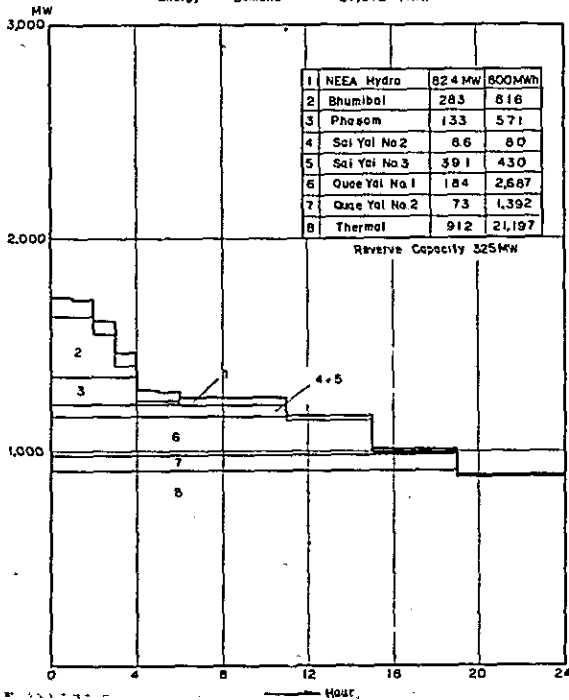 MW
3,000
1 NEEA Hydro 82.4 MW 800MWh
2 Bhumibol 283 816
3 Phasom 133 571
4 Sai Yai No2 8.6 80
5 Sai Yai No.3 39.1 430
6 Quae Yai No.1 184 2,687
7 Quae Yai No.2 73 1,392
8 Thermal 912 21,197
Reverve Capacity 325MW
2,000
2
1
4+5
3
6
1,000
7
8
0 4 8 12 16 20 24
Hour